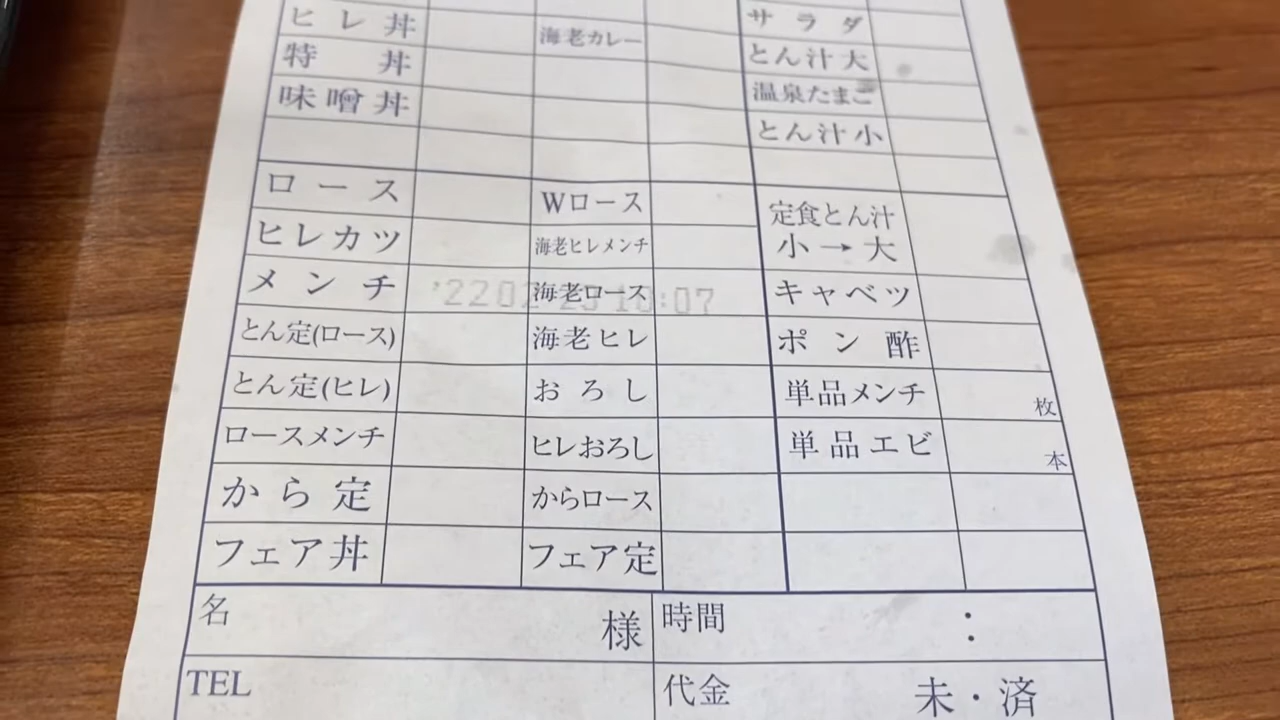 ヒレ丼 海老カレー サラダ
特丼 とん汁大
味噌丼 温泉たまご
とん汁小
ロース Wロース 定食とん汁
小→大
ヒレカツ 海老ヒレメンチ
メンチ 海老ロース キャベツ
とん定(ロース) 海老ヒレ ポン酢
とん定(ヒレ) おろし 単品メンチ 枚
ロースメンチ ヒレおろし 単品エビ 本
から定 からロース
フェア丼 フェア定
名 様 時間 :
TEL 代金 未・済